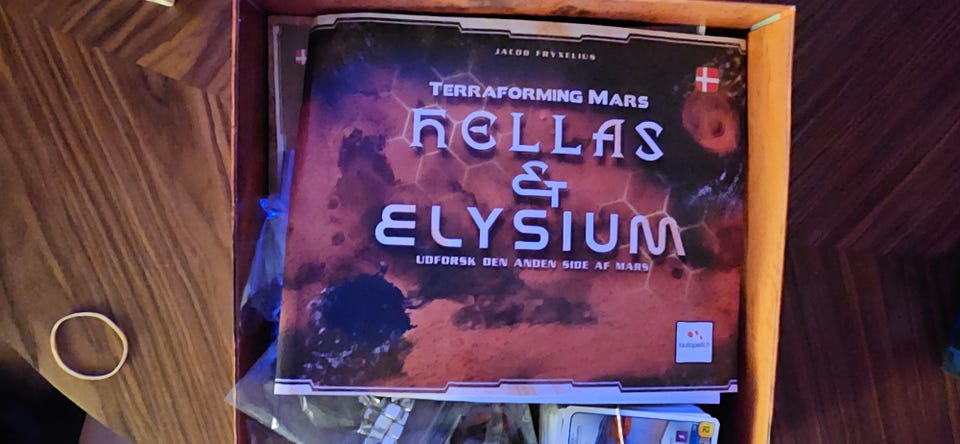 JACOB FRYXELIUS
TERRAFORMING MARS
HELLAS
&
ELYSIUM
UDFORSK DEN ANDEN SIDE AF MARS